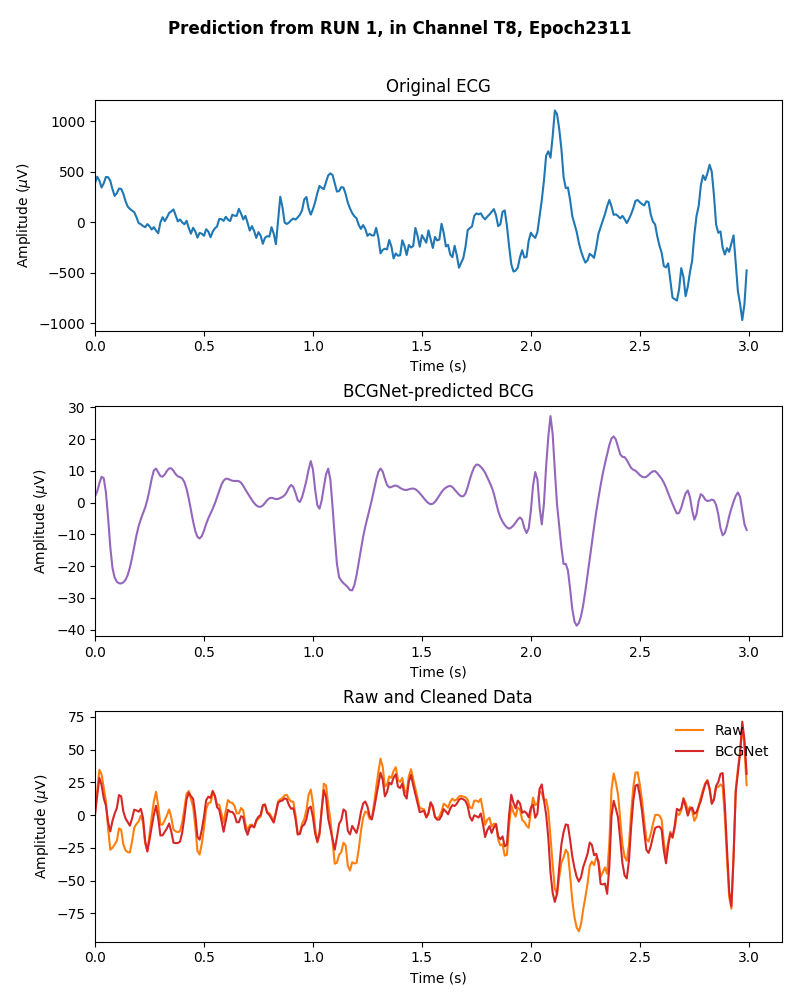 Prediction from RUN 1, in Channel T8, Epoch2311
Original ECG
Amplitude (μV)
1000
500
0
−500
−1000
0.0 0.5 1.0 1.5 2.0 2.5 3.0
Time (s)
BCGNet-predicted BCG
Amplitude (μV)
30
20
10
0
−10
−20
−30
−40
0.0 0.5 1.0 1.5 2.0 2.5 3.0
Time (s)
Raw and Cleaned Data
Amplitude (μV)
75
50
25
0
−25
−50
−75
Raw
BCGNet
0.0 0.5 1.0 1.5 2.0 2.5 3.0
Time (s)